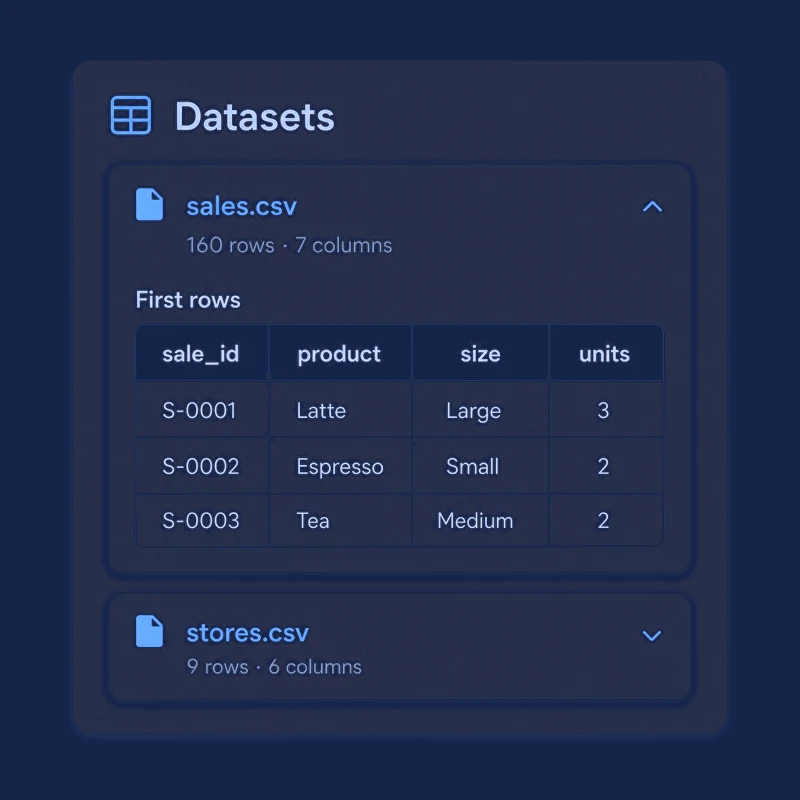 Datasets
sales.csv
160 rows · 7 columns
First rows
sale_id product size units
S-0001 Latte Large 3
S-0002 Espresso Small 2
S-0003 Tea Medium 2
stores.csv
9 rows · 6 columns